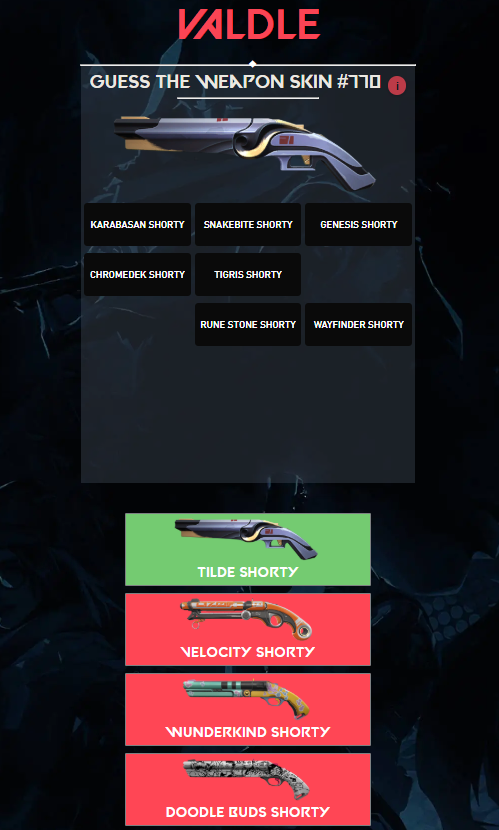 VALDLE
GUESS THE WEAPON SKIN #770 i
KARABASAN SHORTY SNAKEBITE SHORTY GENESIS SHORTY
CHROMEDEK SHORTY TIGRIS SHORTY
RUNE STONE SHORTY WAYFINDER SHORTY
TILDE SHORTY
VELOCITY SHORTY
WUNDERKIND SHORTY
DOODLE BUDS SHORTY